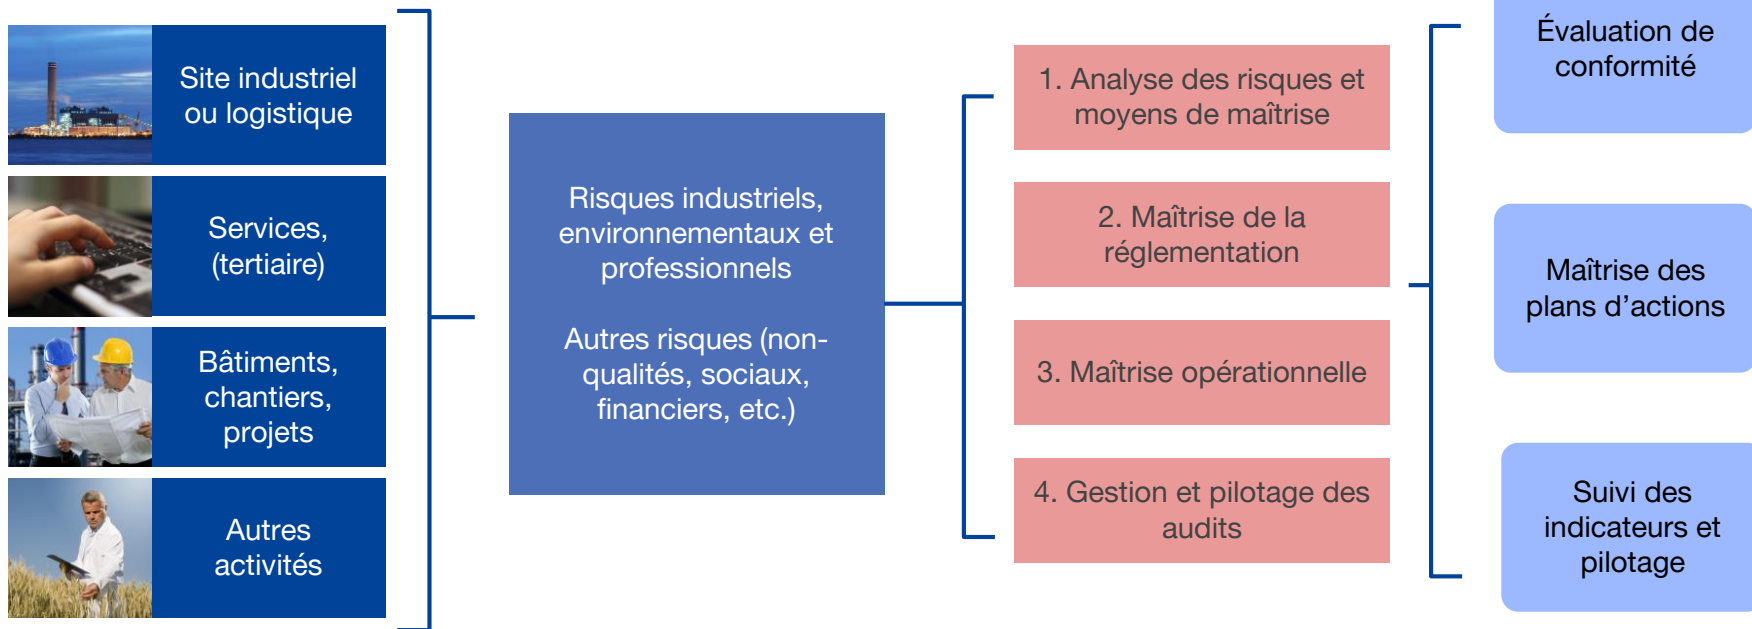 Site industriel
ou logistique
Services,
(tertiaire)
Bâtiments,
chantiers,
projets
Autres
activités
Risques industriels,
environnementaux et
professionnels
Autres risques (non-
qualités, sociaux,
financiers, etc.)
1. Analyse des risques et
moyens de maîtrise
2. Maîtrise de la
réglementation
3. Maîtrise opérationnelle
4. Gestion et pilotage des
audits
Évaluation de
conformité
Maîtrise des
plans d’actions
Suivi des
indicateurs et
pilotage